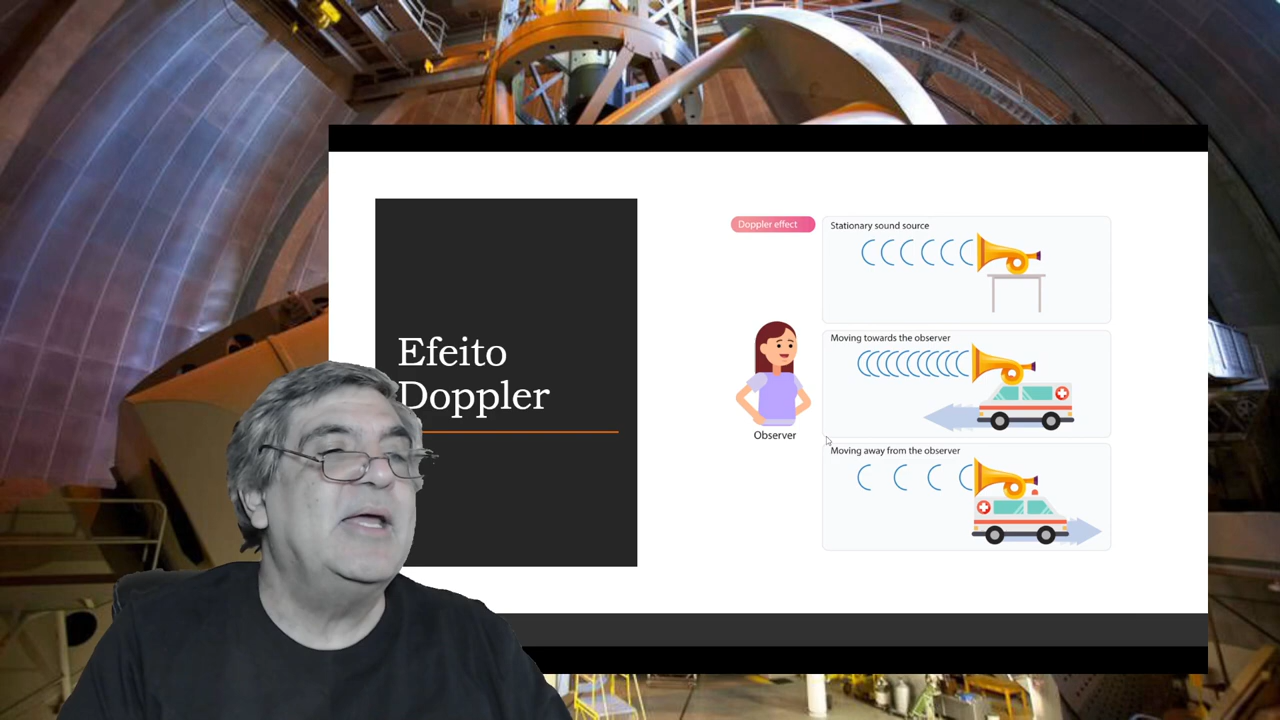 Efeito
Doppler
Doppler effect
Stationary sound source
Moving towards the observer
Observer
Moving away from the observer